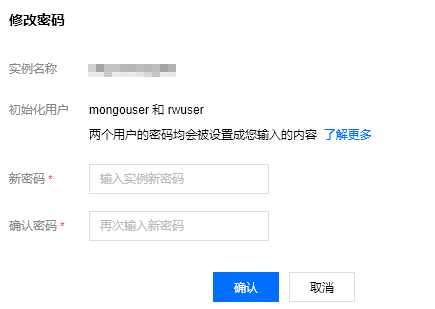 修改密码
实例名称
初始化用户 mongouser 和 rwuser
两个用户的密码均会被设置成您输入的内容 了解更多
新密码 * 输入实例新密码
确认密码 * 再次输入新密码
确认 取消